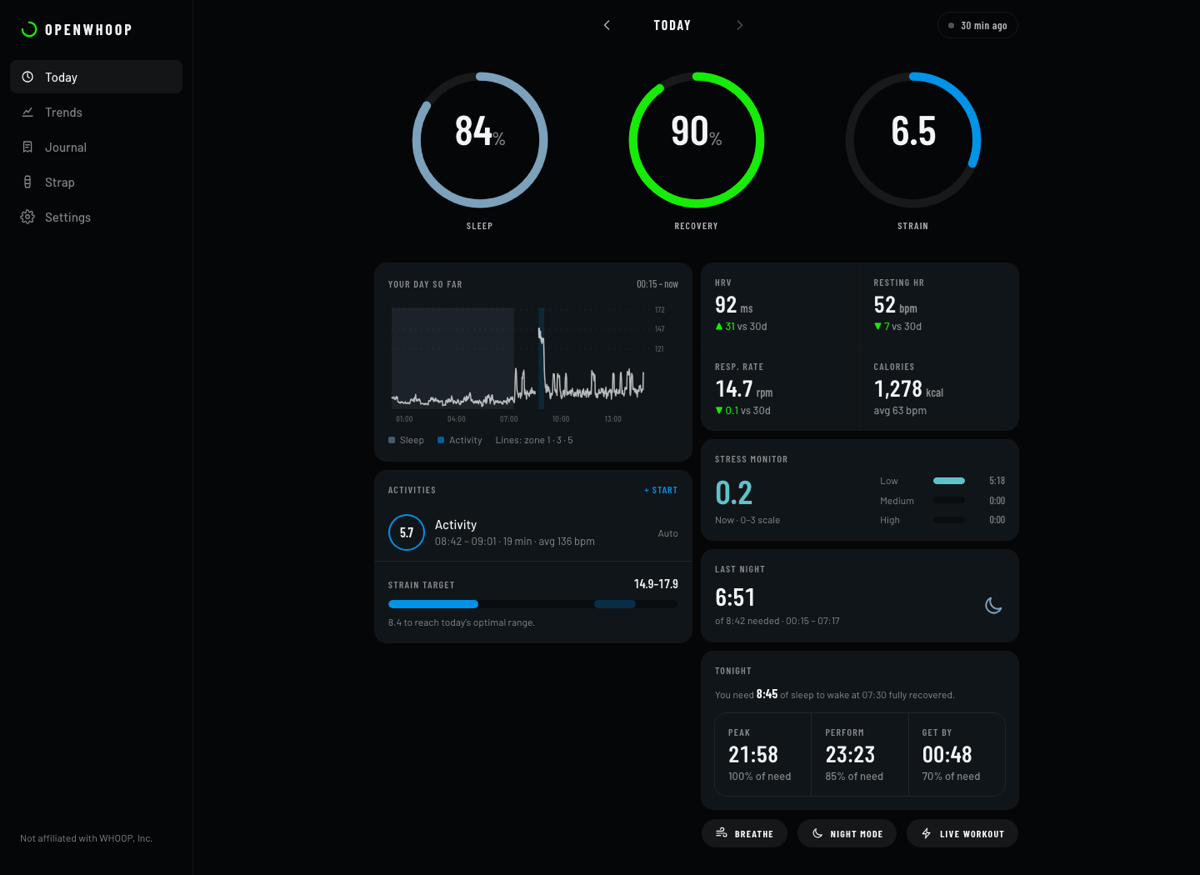 OPENWHOOP
Today
Trends
Journal
Strap
Settings
Not affiliated with WHOOP, Inc.
TODAY
30 min ago
84%
SLEEP
90%
RECOVERY
6.5
STRAIN
YOUR DAY SO FAR
00:15 – now
172
147
121
01:00 04:00 07:00 10:00 13:00
Sleep Activity Lines: zone 1 · 3 · 5
ACTIVITIES
+ START
5.7
Activity
08:42 – 09:01 · 19 min · avg 136 bpm
Auto
STRAIN TARGET
14.9–17.9
8.4 to reach today's optimal range.
HRV
92 ms
▲ 31 vs 30d
RESTING HR
52 bpm
▼ 7 vs 30d
RESP. RATE
14.7 rpm
▼ 0.1 vs 30d
CALORIES
1,278 kcal
avg 63 bpm
STRESS MONITOR
0.2
Now · 0–3 scale
Low 5:18
Medium 0:00
High 0:00
LAST NIGHT
6:51
of 8:42 needed · 00:15 – 07:17
TONIGHT
You need 8:45 of sleep to wake at 07:30 fully recovered.
PEAK
21:58
100% of need
PERFORM
23:23
85% of need
GET BY
00:48
70% of need
BREATHE
NIGHT MODE
LIVE WORKOUT